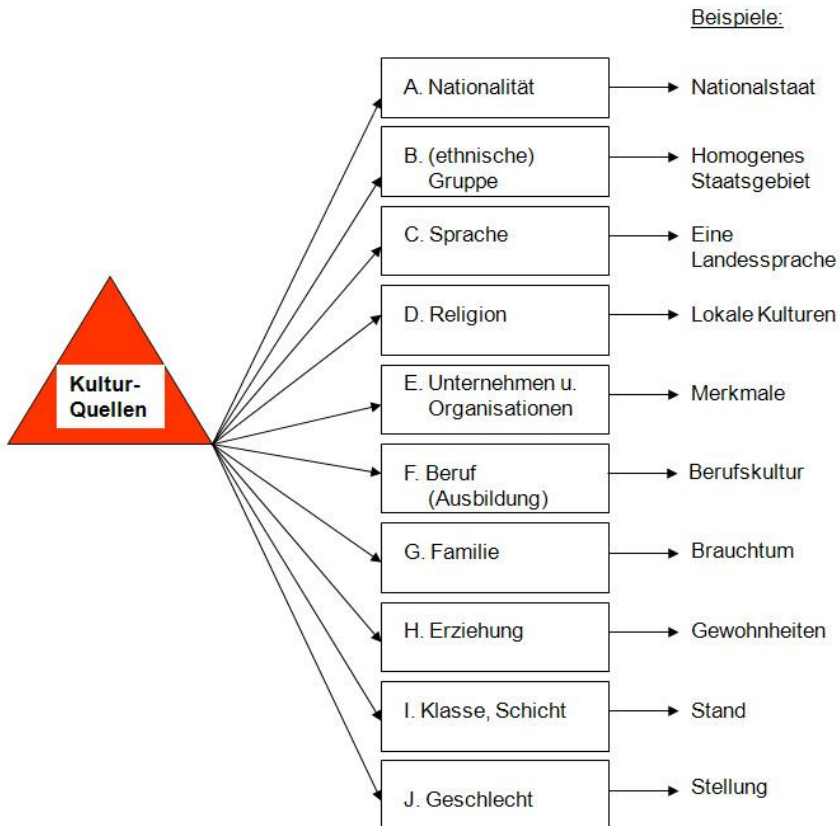 Beispiele:
A. Nationalität
Nationalstaat
B. (ethnische)
Gruppe
Homogenes
Staatsgebiet
C. Sprache
Eine
Landessprache
D. Religion
Lokale Kulturen
Kultur-
Quellen
E. Unternehmen u.
Organisationen
Merkmale
F. Beruf
(Ausbildung)
Berufskultur
G. Familie
Brauchtum
H. Erziehung
Gewohnheiten
I. Klasse, Schicht
Stand
J. Geschlecht
Stellung